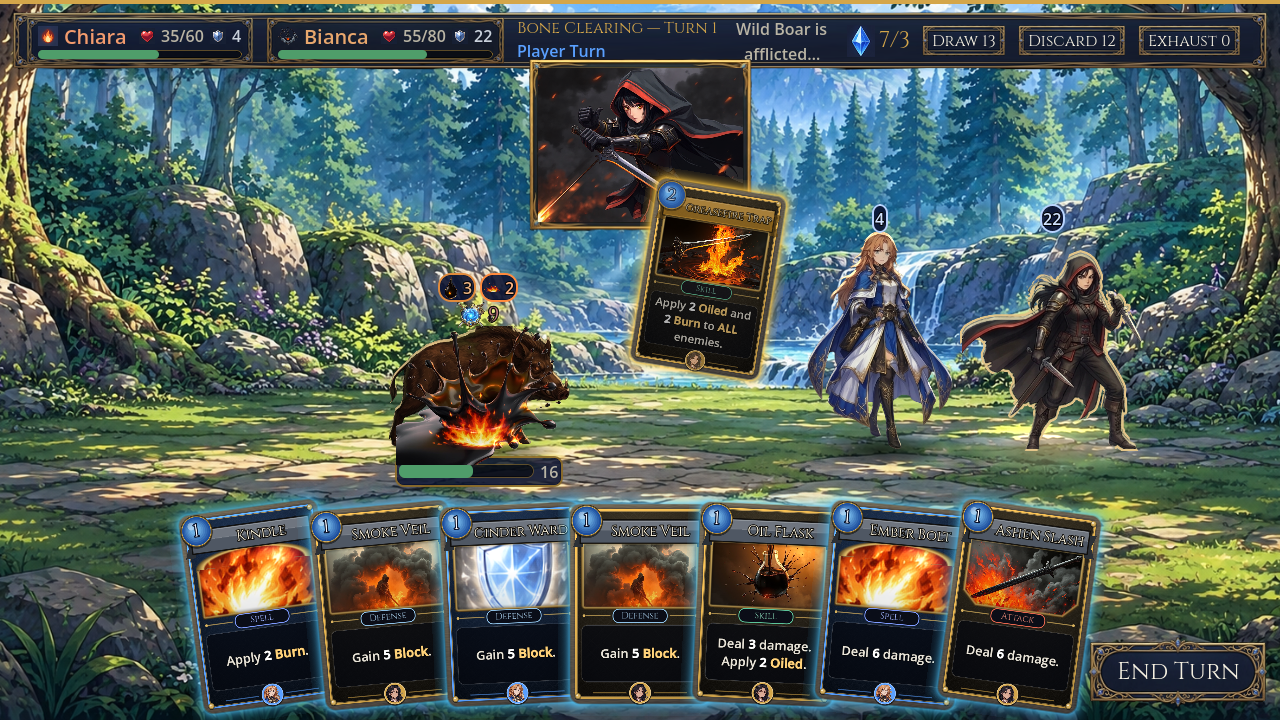 Chiara 35/60 4
Bianca 55/80 22
Bone Clearing — Turn 1
Player Turn
Wild Boar is
afflicted...
7/3
Draw 13
Discard 12
Exhaust 0
2
Greasefire Trap
Skill
Apply 2 Oiled and
2 Burn to ALL
enemies.
4
22
3
2
9
16
1
Kindle
Spell
Apply 2 Burn.
1
Smoke Veil
Defense
Gain 5 Block.
1
Cinder Ward
Defense
Gain 5 Block.
1
Smoke Veil
Defense
Gain 5 Block.
1
Oil Flask
Skill
Deal 3 damage.
Apply 2 Oiled.
1
Ember Bolt
Spell
Deal 6 damage.
1
Ashen Slash
Attack
Deal 6 damage.
End Turn